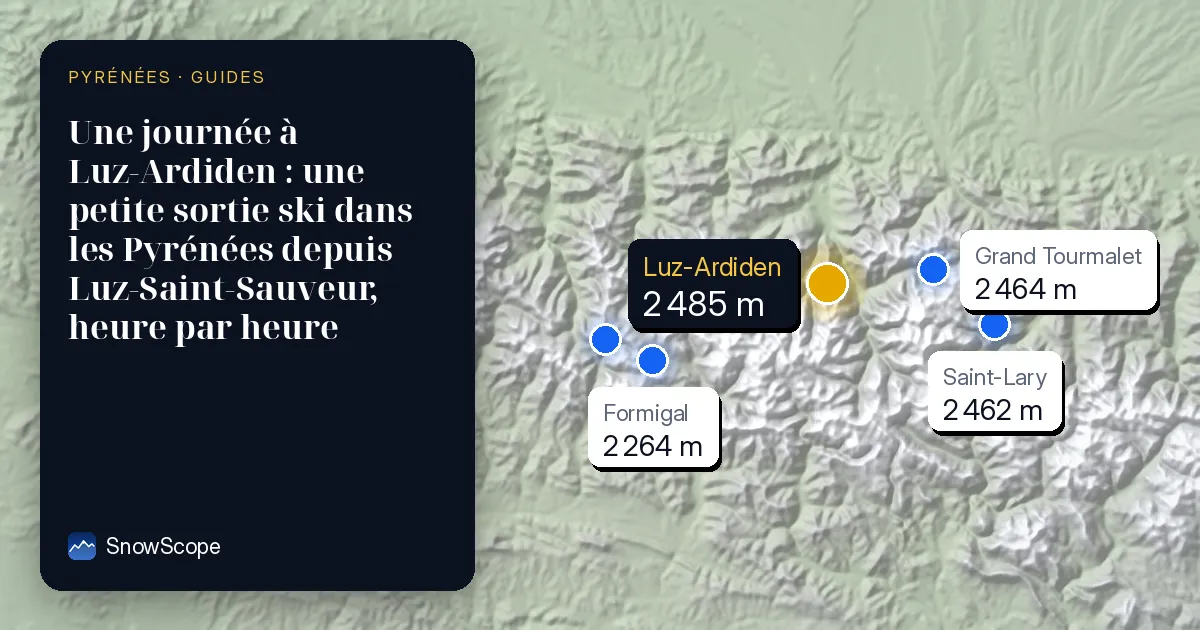 PYRÉNÉES · GUIDES
Une journée à
Luz-Ardiden : une
petite sortie ski dans
les Pyrénées depuis
Luz-Saint-Sauveur,
heure par heure
SnowScope
Luz-Ardiden
2 485 m
Grand Tourmalet
2 464 m
Saint-Lary
2 462 m
Formigal
2 264 m